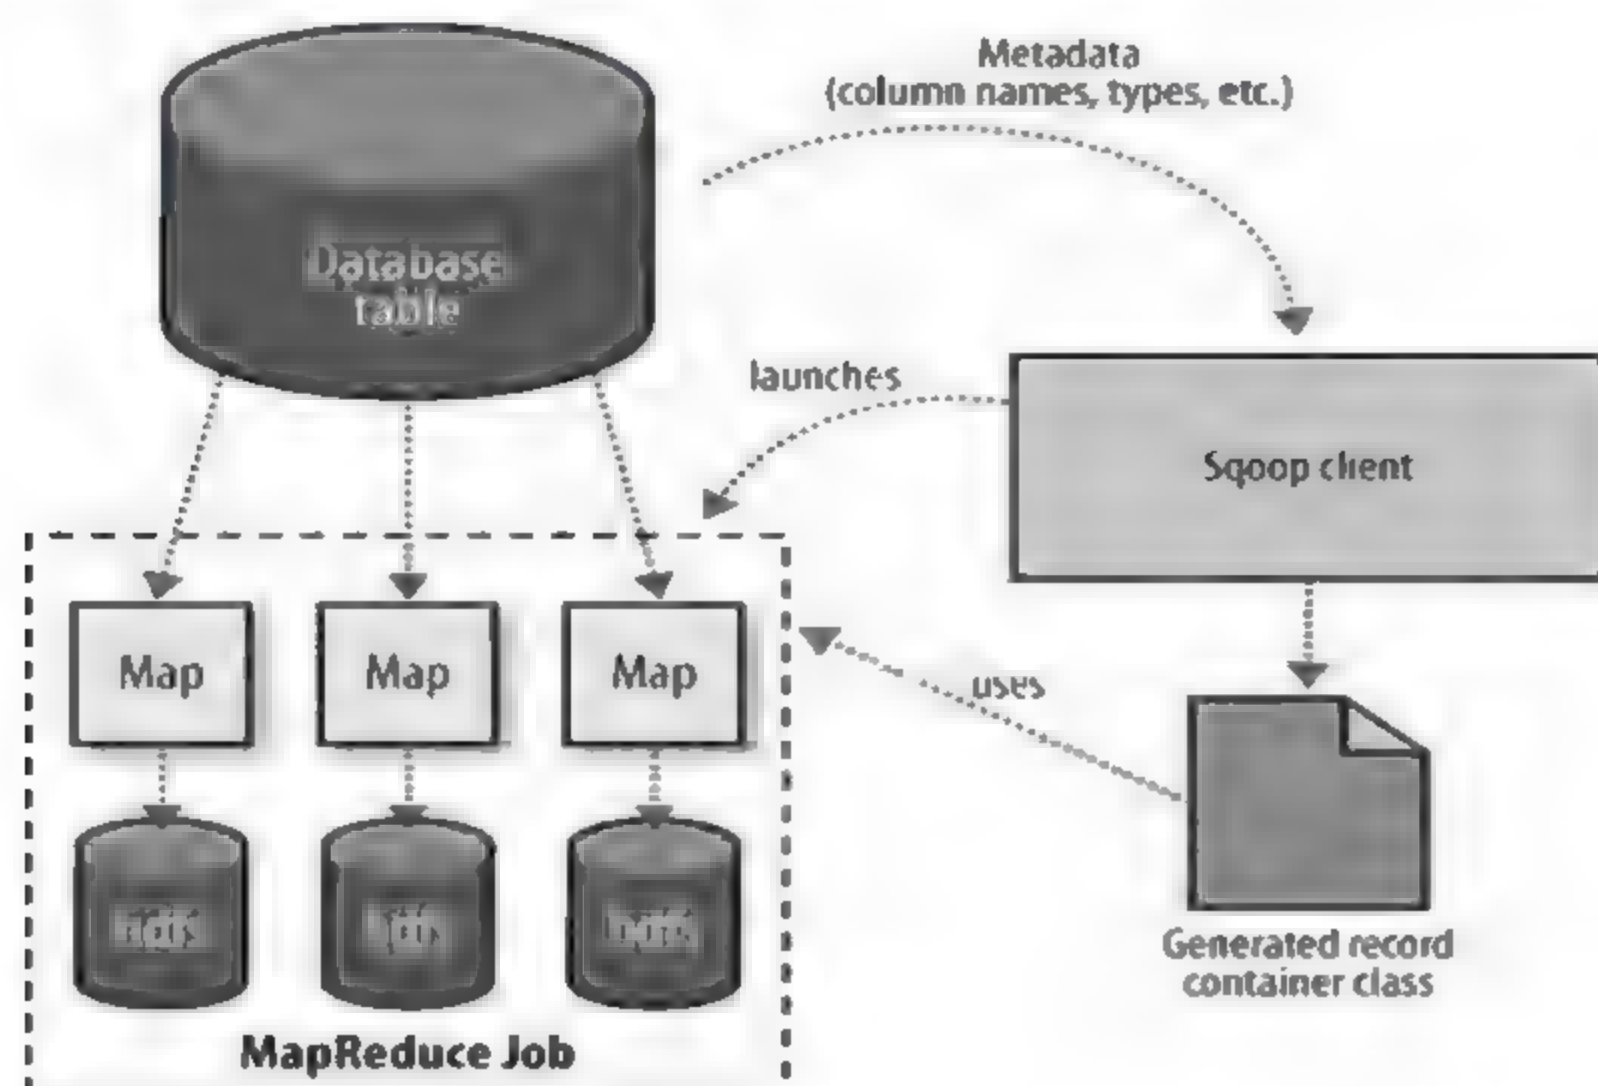 Metadata
(column names, types, etc.)
Database
table
launches
Sqoop client
Map
Map
Map
uses
Generated record
container class
MapReduce Job